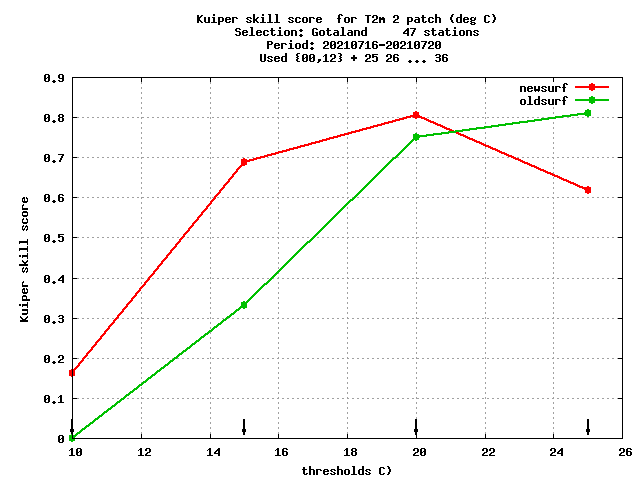 Kuiper skill score  for T2m 2 patch (deg C)
Selection: Gotaland     47 stations
Period: 20210716-20210720
Used {00,12} + 25 26 ... 36
newsurf
oldsurf
0.9
0.8
0.7
0.6
0.5
0.4
0.3
0.2
0.1
0
Kuiper skill score
10 12 14 16 18 20 22 24 26
thresholds C)